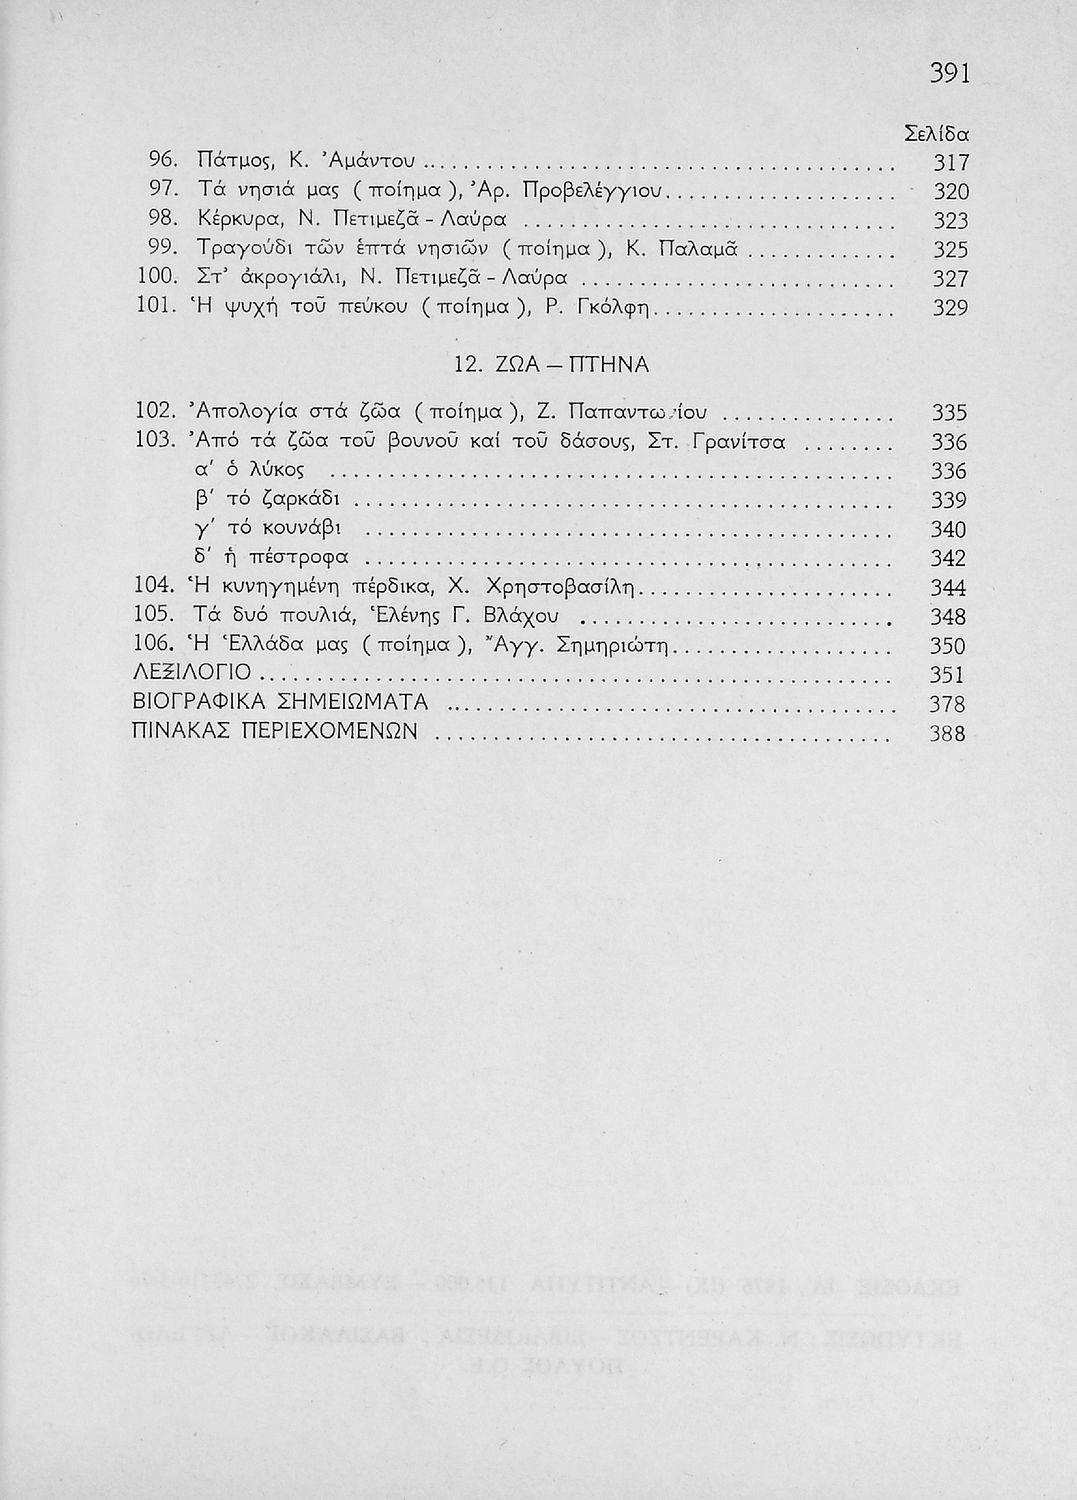 391
Σελίδα
96. Πάτμος, Κ. Ἀμάντου ........ 317
97. Τά νησιά μας ( ποίημα ), Ἀρ. Προβελέγγιου ........ 320
98. Κέρκυρα, Ν. Πετιμεζᾶ - Λαύρα ........ 323
99. Τραγούδι τῶν ἑπτά νησιῶν ( ποίημα ), Κ. Παλαμᾶ ........ 325
100. Στ' ἀκρογιάλι, Ν. Πετιμεζᾶ - Λαύρα ........ 327
101. Ἡ ψυχή τοῦ πεύκου ( ποίημα ), Ρ. Γκόλφη ........ 329
12. ΖΩΑ – ΠΤΗΝΑ
102. Ἀπολογία στά ζῶα ( ποίημα ), Ζ. ........ 335
103. Ἀπό τά ζῶα τοῦ βουνοῦ καί τοῦ δάσους, Στ. Γρανίτσα ........ 336
α' ὁ λύκος ........ 336
β' τό ζαρκάδι ........ 339
γ' τό κουνάβι ........ 340
δ' ἡ πέστροφα ........ 342
104. Ἡ κυνηγημένη πέρδικα, Χ. Χρηστοβασίλη ........ 344
105. Τά δυό πουλιά, Ἑλένης Γ. Βλάχου ........ 348
106. Ἡ Ἑλλάδα μας ( ποίημα ), Ἄγγ. Σημηριώτη ........ 350
ΛΕΞΙΛΟΓΙΟ ........ 351
ΒΙΟΓΡΑΦΙΚΑ ΣΗΜΕΙΩΜΑΤΑ ........ 378
ΠΙΝΑΚΑΣ ΠΕΡΙΕΧΟΜΕΝΩΝ ........ 388